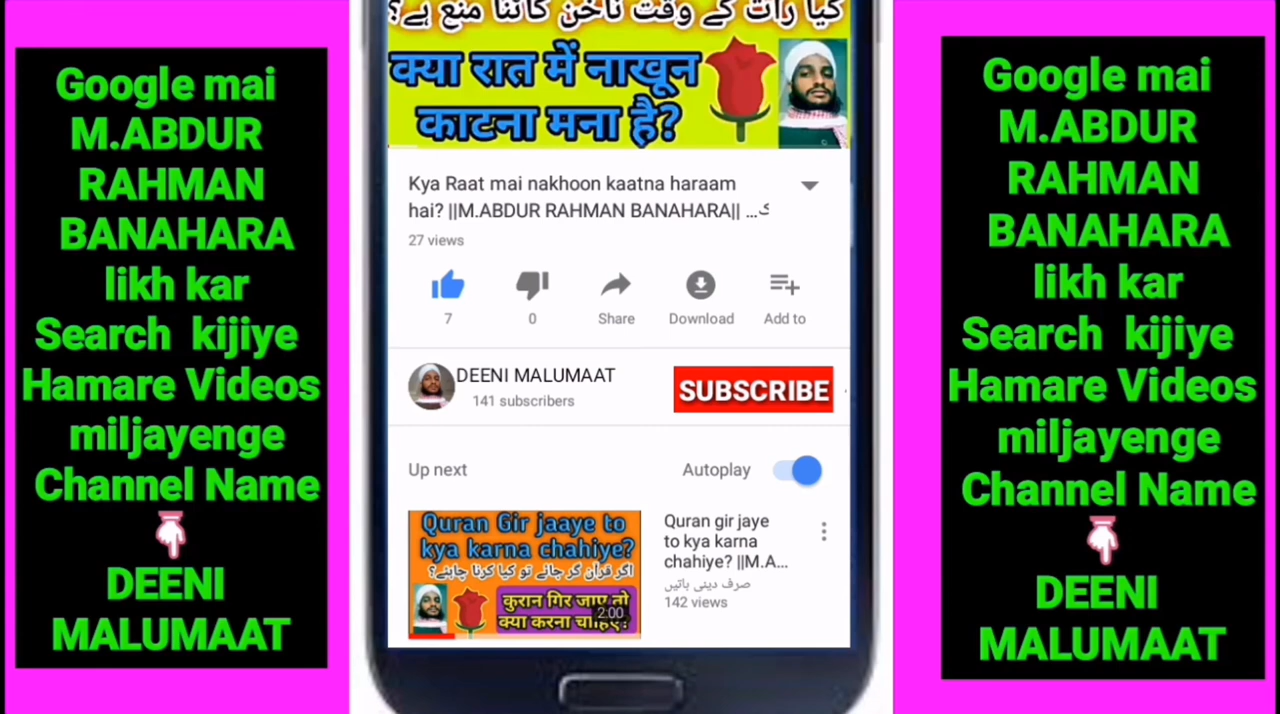 Google mai
M.ABDUR
RAHMAN
BANAHARA
likh kar
Search kijiye
Hamare Videos
miljayenge
Channel Name
👇
DEENI
MALUMAAT
کیا رات کے وقت ناخن کاٹنا منع ہے؟
क्या रात में नाखून
काटना मना है?
Kya Raat mai nakhoon kaatna haraam
hai? ||M.ABDUR RAHMAN BANAHARA|| ...ک
27 views
7
0
Share
Download
Add to
DEENI MALUMAAT
141 subscribers
SUBSCRIBE
Up next
Autoplay
Quran Gir jaaye to
kya karna chahiye?
اگر قرآن گر جائے تو کیا کرنا چاہئے؟
कुरान गिर जाए तो
क्या करना चाहिए?
2:00
Quran gir jaye
to kya karna
chahiye? ||M.A...
صرف دینی باتیں
142 views
Google mai
M.ABDUR
RAHMAN
BANAHARA
likh kar
Search kijiye
Hamare Videos
miljayenge
Channel Name
👇
DEENI
MALUMAAT